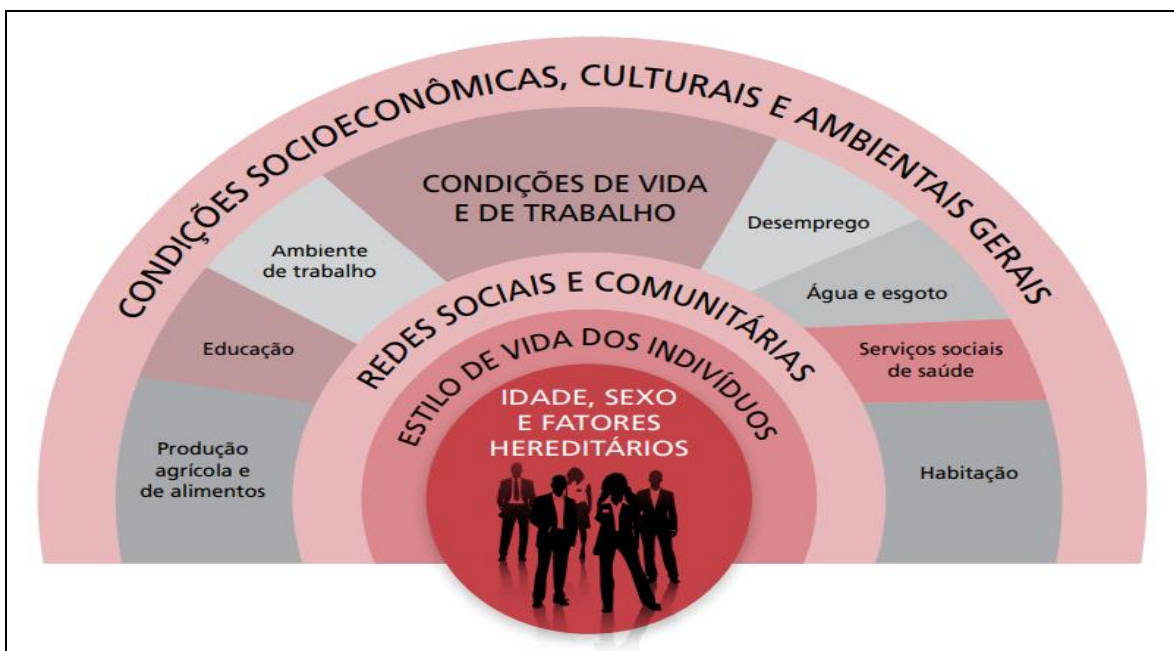 CONDIÇÕES SOCIOECONÔMICAS, CULTURAIS E AMBIENTAIS GERAIS
CONDIÇÕES DE VIDA
E DE TRABALHO
Ambiente
de trabalho
Educação
Produção
agrícola e
de alimentos
Desemprego
Água e esgoto
Serviços sociais
de saúde
Habitação
REDES SOCIAIS E COMUNITÁRIAS
ESTILO DE VIDA DOS INDIVÍDUOS
IDADE, SEXO
E FATORES
HEREDITÁRIOS